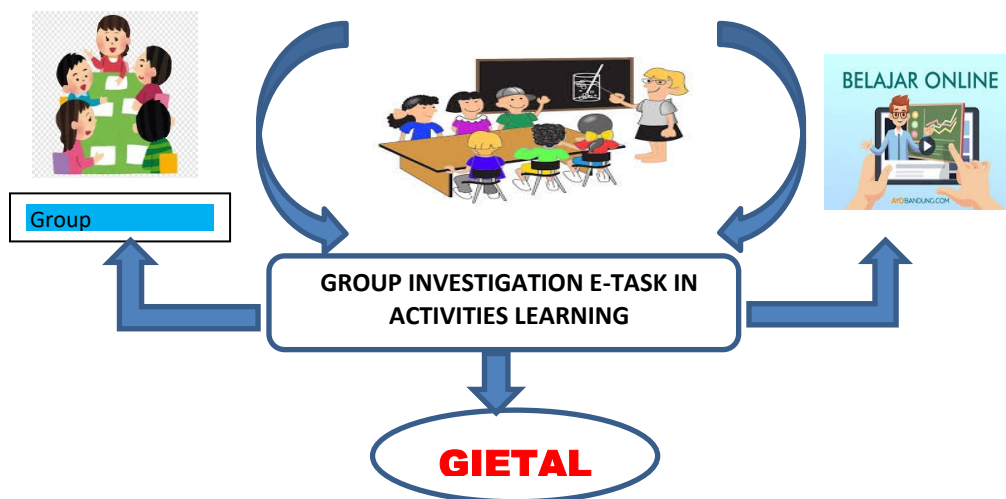 BELAJAR ONLINE
AYOBANDUNG.COM
Group
GROUP INVESTIGATION E-TASK IN
ACTIVITIES LEARNING
GIETAL